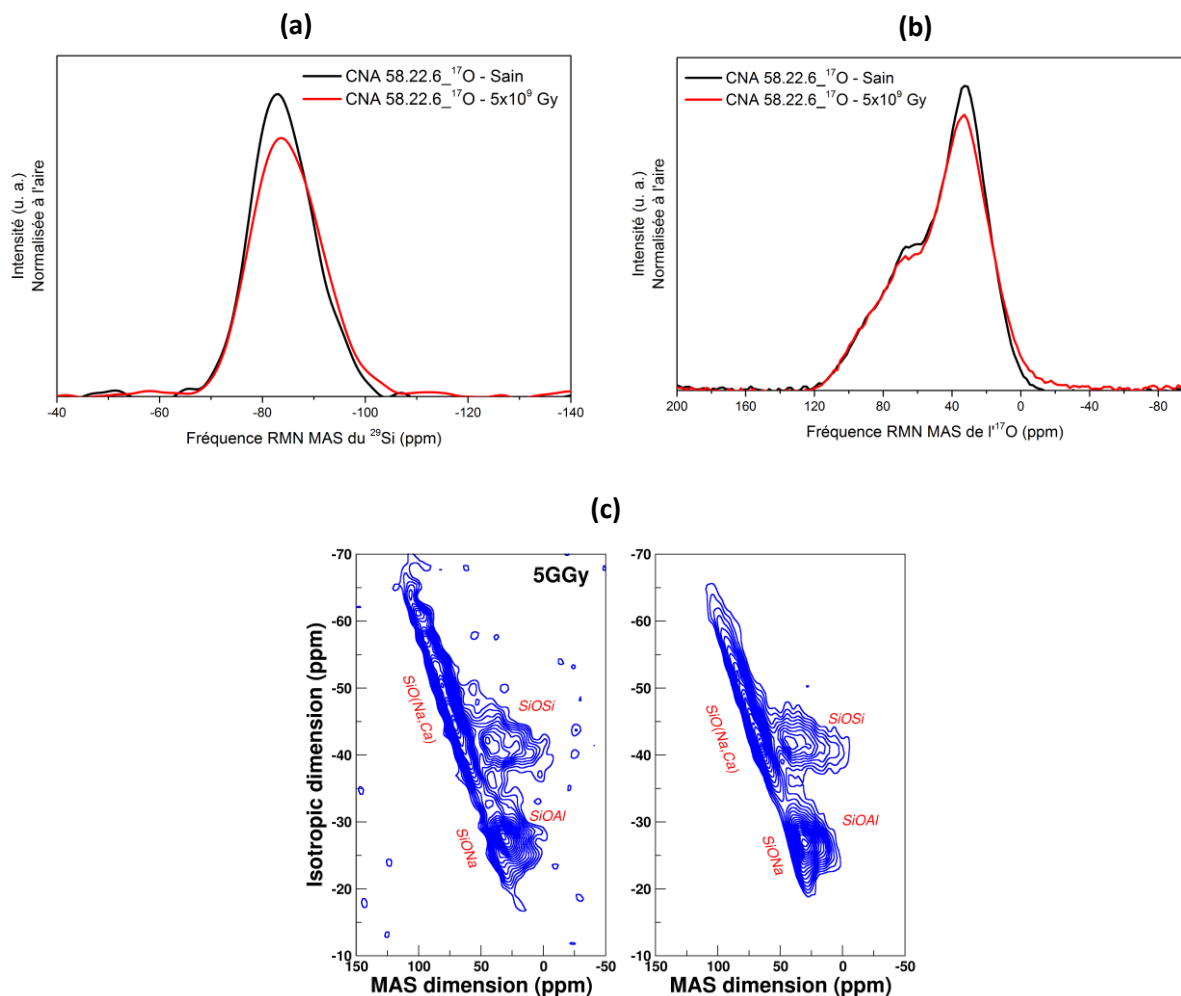 (a)
CNA 58.22.6_¹⁷O - Sain
CNA 58.22.6_¹⁷O - 5x10⁹ Gy
Intensité (u. a.)
Normalisée à l'aire
-40 -60 -80 -100 -120 -140
Fréquence RMN MAS du ²⁹Si (ppm)
(b)
CNA 58.22.6_¹⁷O - Sain
CNA 58.22.6_¹⁷O - 5x10⁹ Gy
Intensité (u. a.)
Normalisée à l'aire
200 160 120 80 40 0 -40 -80
Fréquence RMN MAS de l'¹⁷O (ppm)
(c)
Isotropic dimension (ppm)
-70
-60
-50
-40
-30
-20
-10
5GGy
SiO(Na,Ca)
SiOSi
SiOAl
SiONa
150 100 50 0 -50
MAS dimension (ppm)
-70
-60
-50
-40
-30
-20
-10
SiO(Na,Ca)
SiOSi
SiOAl
SiONa
150 100 50 0 -50
MAS dimension (ppm)